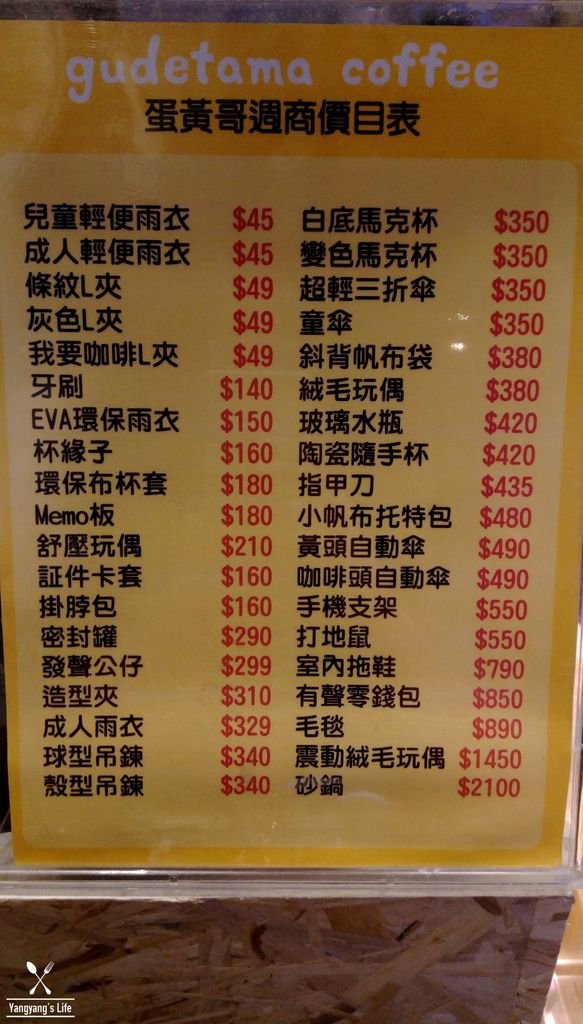 gudetama coffee
蛋黃哥週商價目表
兒童輕便雨衣 $45
成人輕便雨衣 $45
條紋L夾 $49
灰色L夾 $49
我要咖啡L夾 $49
牙刷 $140
EVA環保雨衣 $150
杯緣子 $160
環保布杯套 $180
Memo板 $180
舒壓玩偶 $210
証件卡套 $160
掛脖包 $160
密封罐 $290
發聲公仔 $299
造型夾 $310
成人雨衣 $329
球型吊鍊 $340
殼型吊鍊 $340
白底馬克杯 $350
變色馬克杯 $350
超輕三折傘 $350
童傘 $350
斜背帆布袋 $380
絨毛玩偶 $380
玻璃水瓶 $420
陶瓷隨手杯 $420
指甲刀 $435
小帆布托特包 $480
黃頭自動傘 $490
咖啡頭自動傘 $490
手機支架 $550
打地鼠 $550
室內拖鞋 $790
有聲零錢包 $850
毛毯 $890
震動絨毛玩偶 $1450
砂鍋 $2100
Yangyang's Life